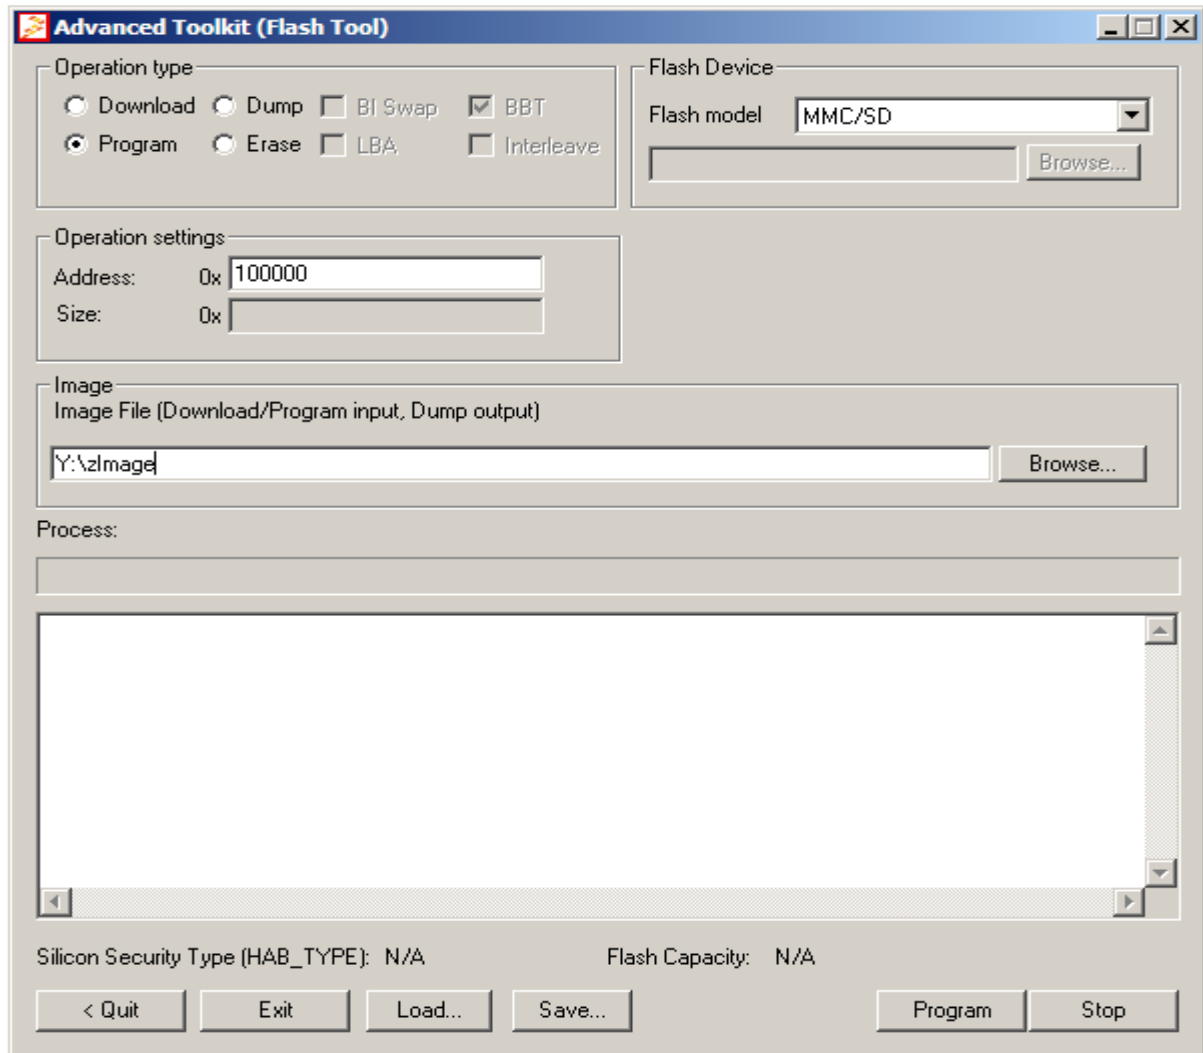 Advanced Toolkit (Flash Tool)
Operation type
Download Dump BI Swap BBT
Program Erase LBA Interleave
Flash Device
Flash model MMC/SD
Browse...
Operation settings
Address: 0x 100000
Size: 0x
Image
Image File (Download/Program input, Dump output)
Y:\zImage Browse...
Process:
Silicon Security Type (HAB_TYPE): N/A Flash Capacity: N/A
< Quit Exit Load... Save... Program Stop